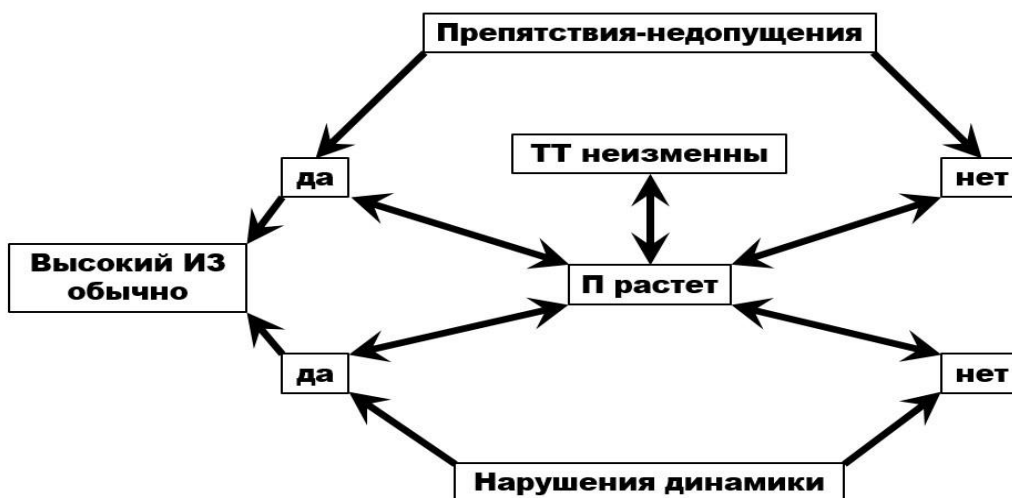 Препятствия-недопущения
ТТ неизменны
да
нет
Высокий ИЗ
обычно
П растет
да
нет
Нарушения динамики